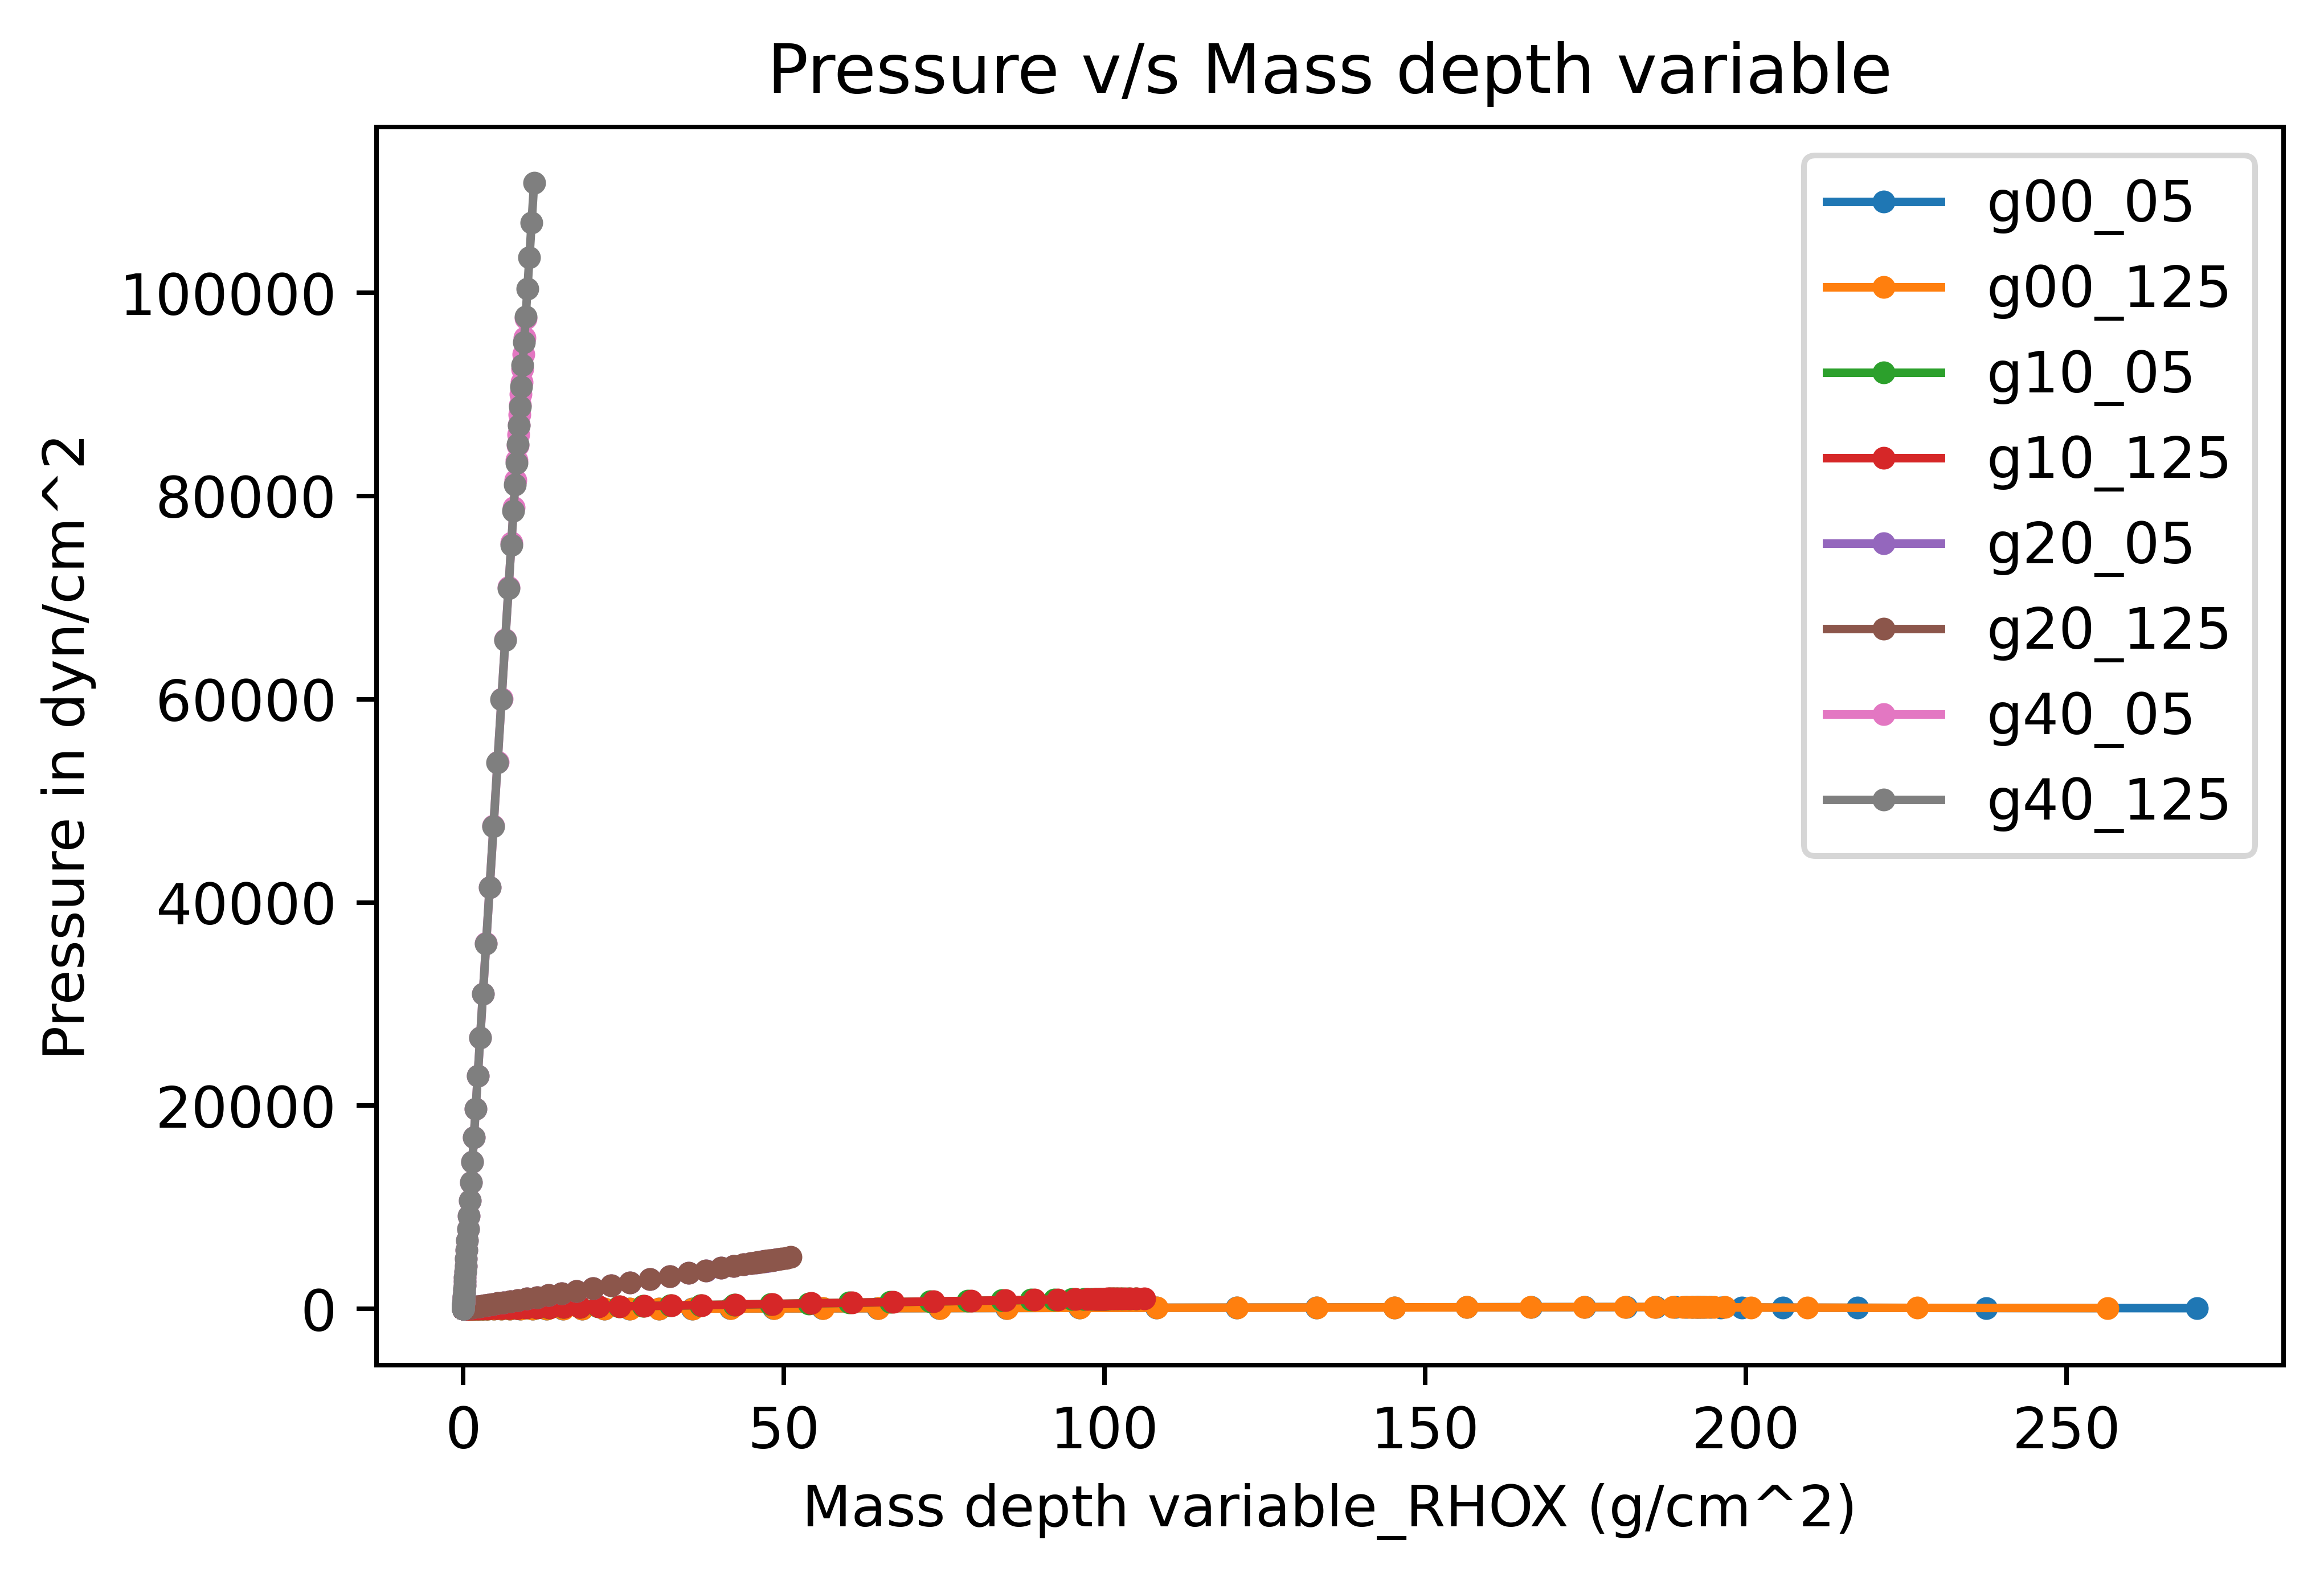 Pressure v/s Mass depth variable
Pressure in dyn/cm^2
100000
80000
60000
40000
20000
0
g00_05
g00_125
g10_05
g10_125
g20_05
g20_125
g40_05
g40_125
0 50 100 150 200 250
Mass depth variable_RHOX (g/cm^2)